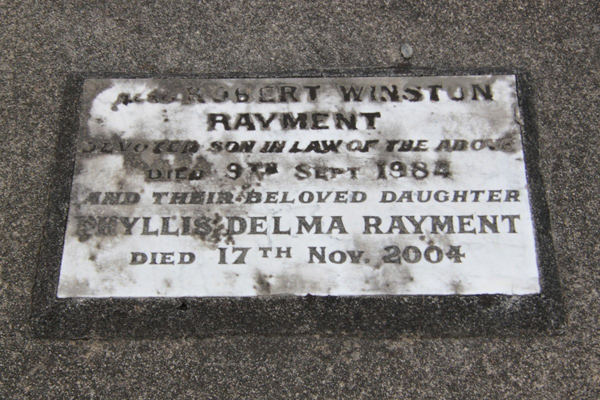 ALSO ROBERT WINSTON
RAYMENT
DEVOTED SON IN LAW OF THE ABOVE
DIED 9TH SEPT 1984
AND THEIR BELOVED DAUGHTER
PHYLLIS DELMA RAYMENT
DIED 17TH NOV. 2004